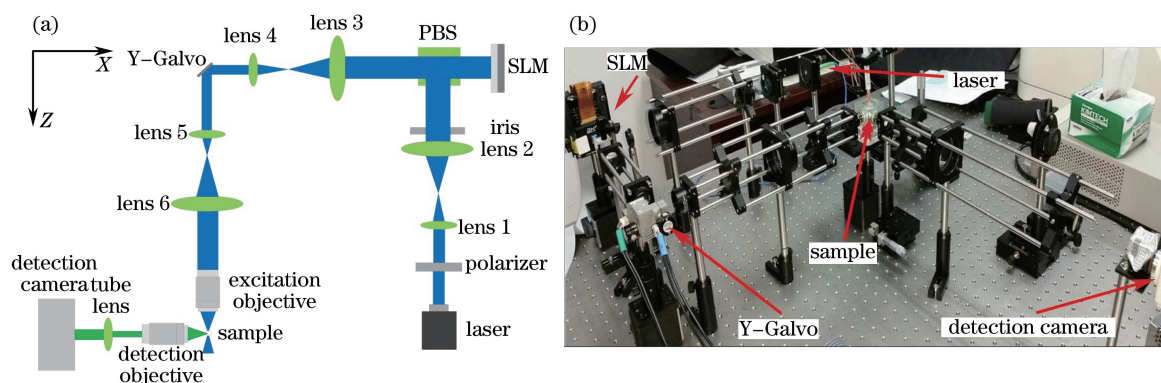 (a)
X
Z
Y-Galvo
lens 4
lens 3
PBS
SLM
iris
lens 2
lens 5
lens 6
lens 1
polarizer
laser
excitation
objective
sample
detection
camera
tube
lens
detection
objective
(b)
SLM
laser
KIMTECH
sample
Y-Galvo
detection camera